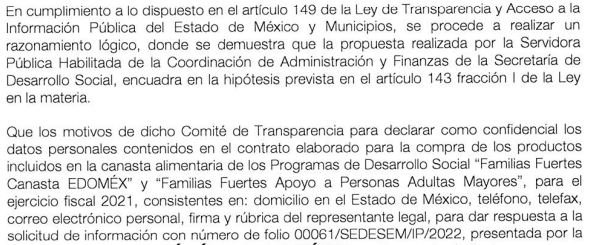 En cumplimiento a lo dispuesto en el artículo 149 de la Ley de Transparencia y Acceso a la
Información Pública del Estado de México y Municipios, se procede a realizar un
razonamiento lógico, donde se demuestra que la propuesta realizada por la Servidora
Pública Habilitada de la Coordinación de Administración y Finanzas de la Secretaría de
Desarrollo Social, encuadra en la hipótesis prevista en el artículo 143 fracción I de la Ley
en la materia.
Que los motivos de dicho Comité de Transparencia para declarar como confidencial los
datos personales contenidos en el contrato elaborado para la compra de los productos
incluidos en la canasta alimentaria de los Programas de Desarrollo Social “Familias Fuertes
Canasta EDOMÉX” y “Familias Fuertes Apoyo a Personas Adultas Mayores”, para el
ejercicio fiscal 2021, consistentes en: domicilio en el Estado de México, teléfono, telefax,
correo electrónico personal, firma y rúbrica del representante legal, para dar respuesta a la
solicitud de información con número de folio 00061/SEDESEM/IP/2022, presentada por la